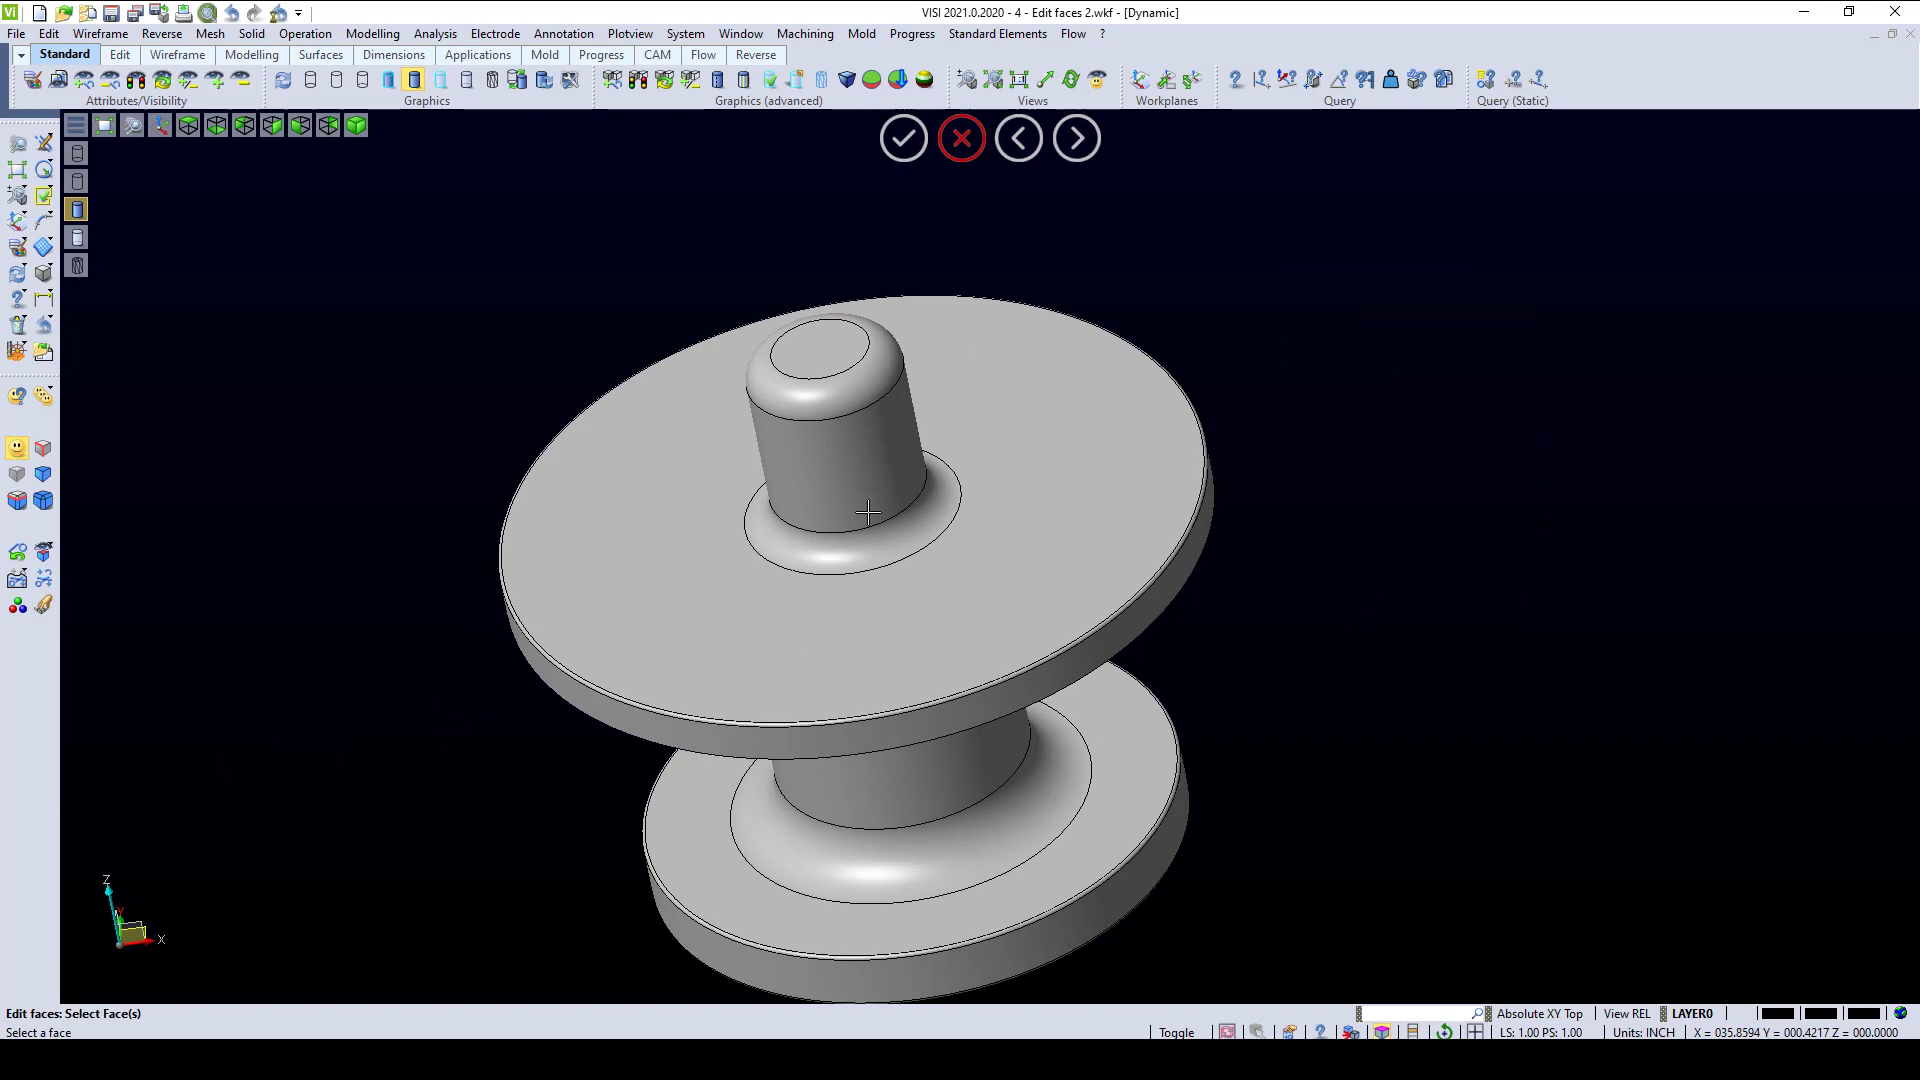 Vi VISI 2021.0.2020 - 4 - Edit faces 2.wkf - [Dynamic]
File Edit Wireframe Reverse Mesh Solid Operation Modelling Analysis Electrode Annotation Plotview System Window Machining Mold Progress Standard Elements Flow ?
Standard Edit Wireframe Modelling Surfaces Dimensions Applications Mold Progress CAM Flow Reverse
Attributes/Visibility Graphics Graphics (advanced) Views Workplanes Query Query (Static)
Z
Y
X
Edit faces: Select Face(s) Absolute XY Top View REL LAYER0
Select a face Toggle LS: 1.00 PS: 1.00 Units: INCH X = 035.8594 Y = 000.4217 Z = 000.0000